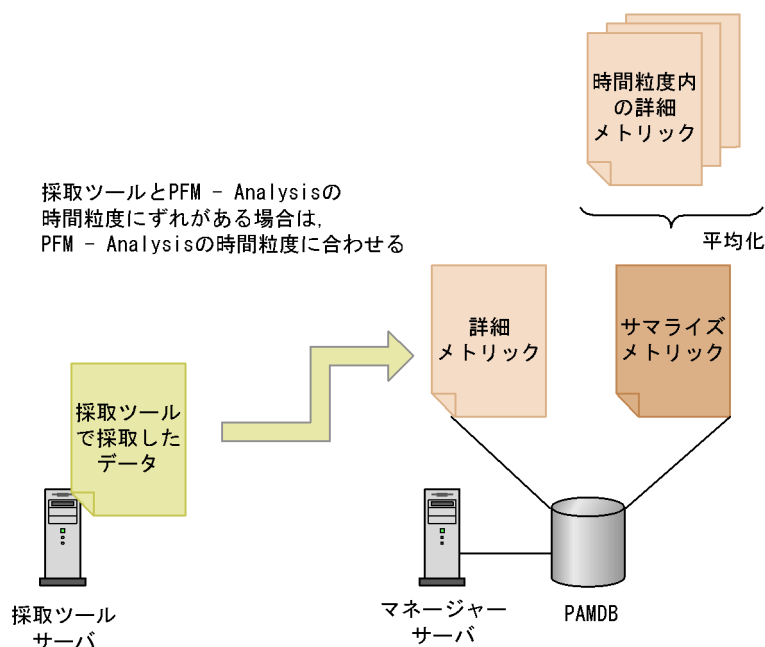 時間粒度内
の詳細
メトリック
採取ツールとPFM - Analysisの
時間粒度にずれがある場合は,
PFM - Analysisの時間粒度に合わせる
平均化
詳細
メトリック
サマライズ
メトリック
採取ツール
で採取した
データ
採取ツール
サーバ
マネージャー
サーバ
PAMDB